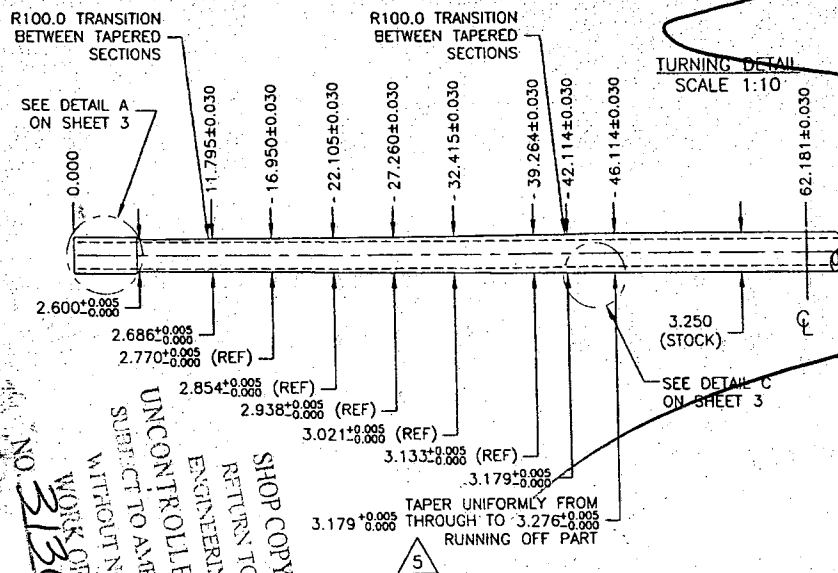 R100.0 TRANSITION
BETWEEN TAPERED
SECTIONS
R100.0 TRANSITION
BETWEEN TAPERED
SECTIONS
TURNING DETAIL
SCALE 1:10
SEE DETAIL A
ON SHEET 3
0.000
11.795±0.030
16.950±0.030
22.105±0.030
27.260±0.030
32.415±0.030
39.264±0.030
42.114±0.030
46.114±0.030
62.181±0.030
2.600+0.005-0.000
2.686+0.005-0.000
2.770+0.005-0.000 (REF)
2.854+0.005-0.000 (REF)
2.938+0.005-0.000 (REF)
3.021+0.005-0.000 (REF)
3.133+0.005-0.000 (REF)
3.179+0.005-0.000
3.250
(STOCK)
℄
SEE DETAIL C
ON SHEET 3
TAPER UNIFORMLY FROM
3.179+0.005 0.000 THROUGH TO 3.276+0.005-0.000
RUNNING OFF PART
5
SHOP COPY
RETURN TO
ENGINEERIN
UNCONTROLLE
SUBJECT TO AME
WITHOUT N
WORK OR
NO. 313